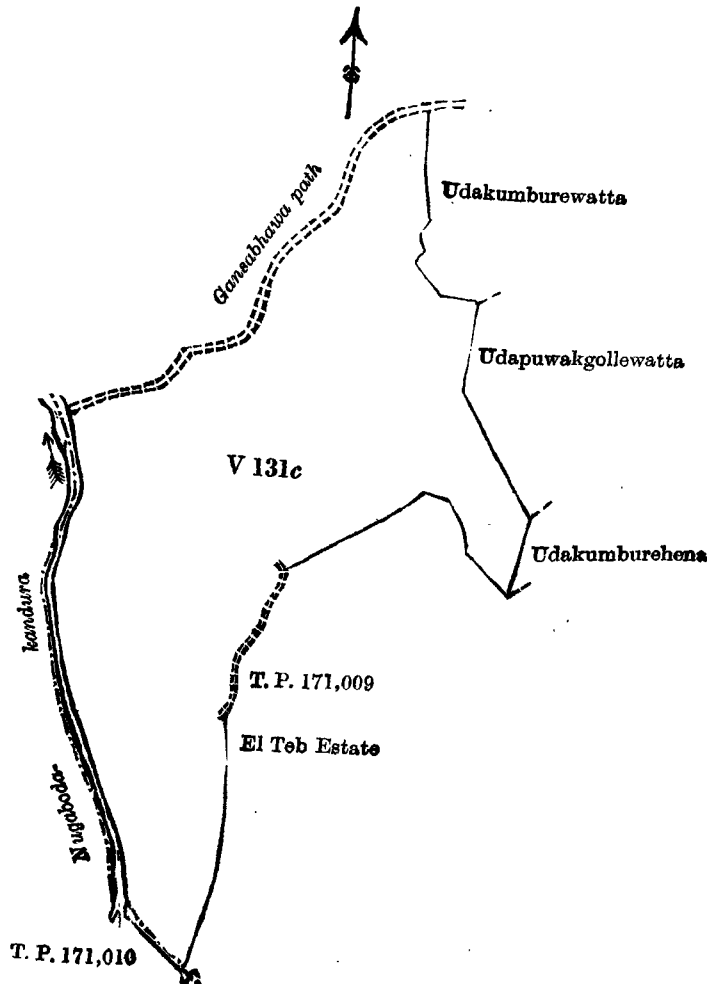 Udakumburewatta
Gansabhawa path
Udapuwakgollewatta
V 131c
Udakumburehena
kandura
T. P. 171,009
El Teb Estate
Nugaboda-
T. P. 171,010